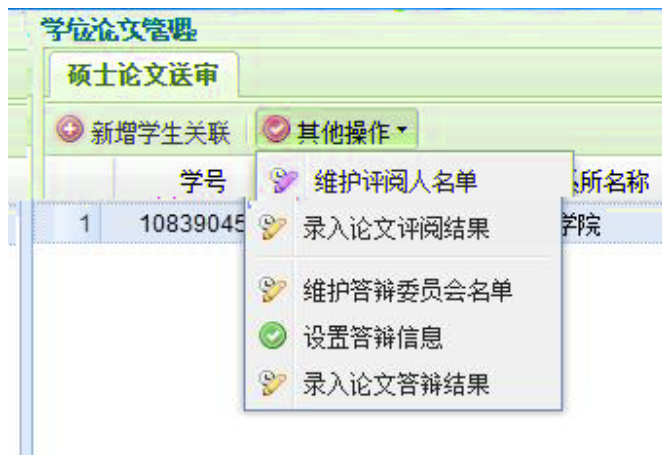 学位论文管理
硕士论文送审
新增学生关联 其他操作
学号 所名称
1 10839045 学院
维护评阅人名单
录入论文评阅结果
维护答辩委员会名单
设置答辩信息
录入论文答辩结果